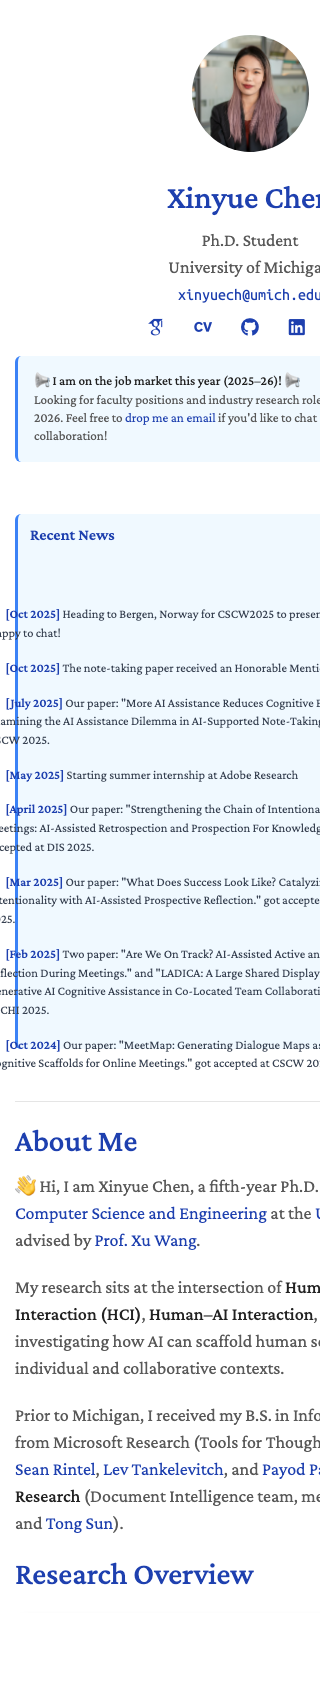 Xinyue Chen
Ph.D. Student
University of Michiga
xinyuech@umich.edu
CV
I am on the job market this year (2025–26)!
Looking for faculty positions and industry research role
2026. Feel free to drop me an email if you'd like to chat
collaboration!
Recent News
[Oct 2025] Heading to Bergen, Norway for CSCW2025 to presen
appy to chat!
[Oct 2025] The note-taking paper received an Honorable Menti
[July 2025] Our paper: "More AI Assistance Reduces Cognitive E
amining the AI Assistance Dilemma in AI-Supported Note-Taking
SCW 2025.
[May 2025] Starting summer internship at Adobe Research
[April 2025] Our paper: "Strengthening the Chain of Intentiona
eetings: AI-Assisted Retrospection and Prospection For Knowledg
ccepted at DIS 2025.
[Mar 2025] Our paper: "What Does Success Look Like? Catalyzi
tentionality with AI-Assisted Prospective Reflection." got accepte
25.
[Feb 2025] Two paper: "Are We On Track? AI-Assisted Active an
flection During Meetings." and "LADICA: A Large Shared Display
enerative AI Cognitive Assistance in Co-Located Team Collaborati
CHI 2025.
[Oct 2024] Our paper: "MeetMap: Generating Dialogue Maps as
ognitive Scaffolds for Online Meetings." got accepted at CSCW 20
About Me
👋 Hi, I am Xinyue Chen, a fifth-year Ph.D.
Computer Science and Engineering at the U
advised by Prof. Xu Wang.
My research sits at the intersection of Hum
Interaction (HCI), Human–AI Interaction,
investigating how AI can scaffold human se
individual and collaborative contexts.
Prior to Michigan, I received my B.S. in Info
from Microsoft Research (Tools for Though
Sean Rintel, Lev Tankelevitch, and Payod Pa
Research (Document Intelligence team, me
and Tong Sun).
Research Overview